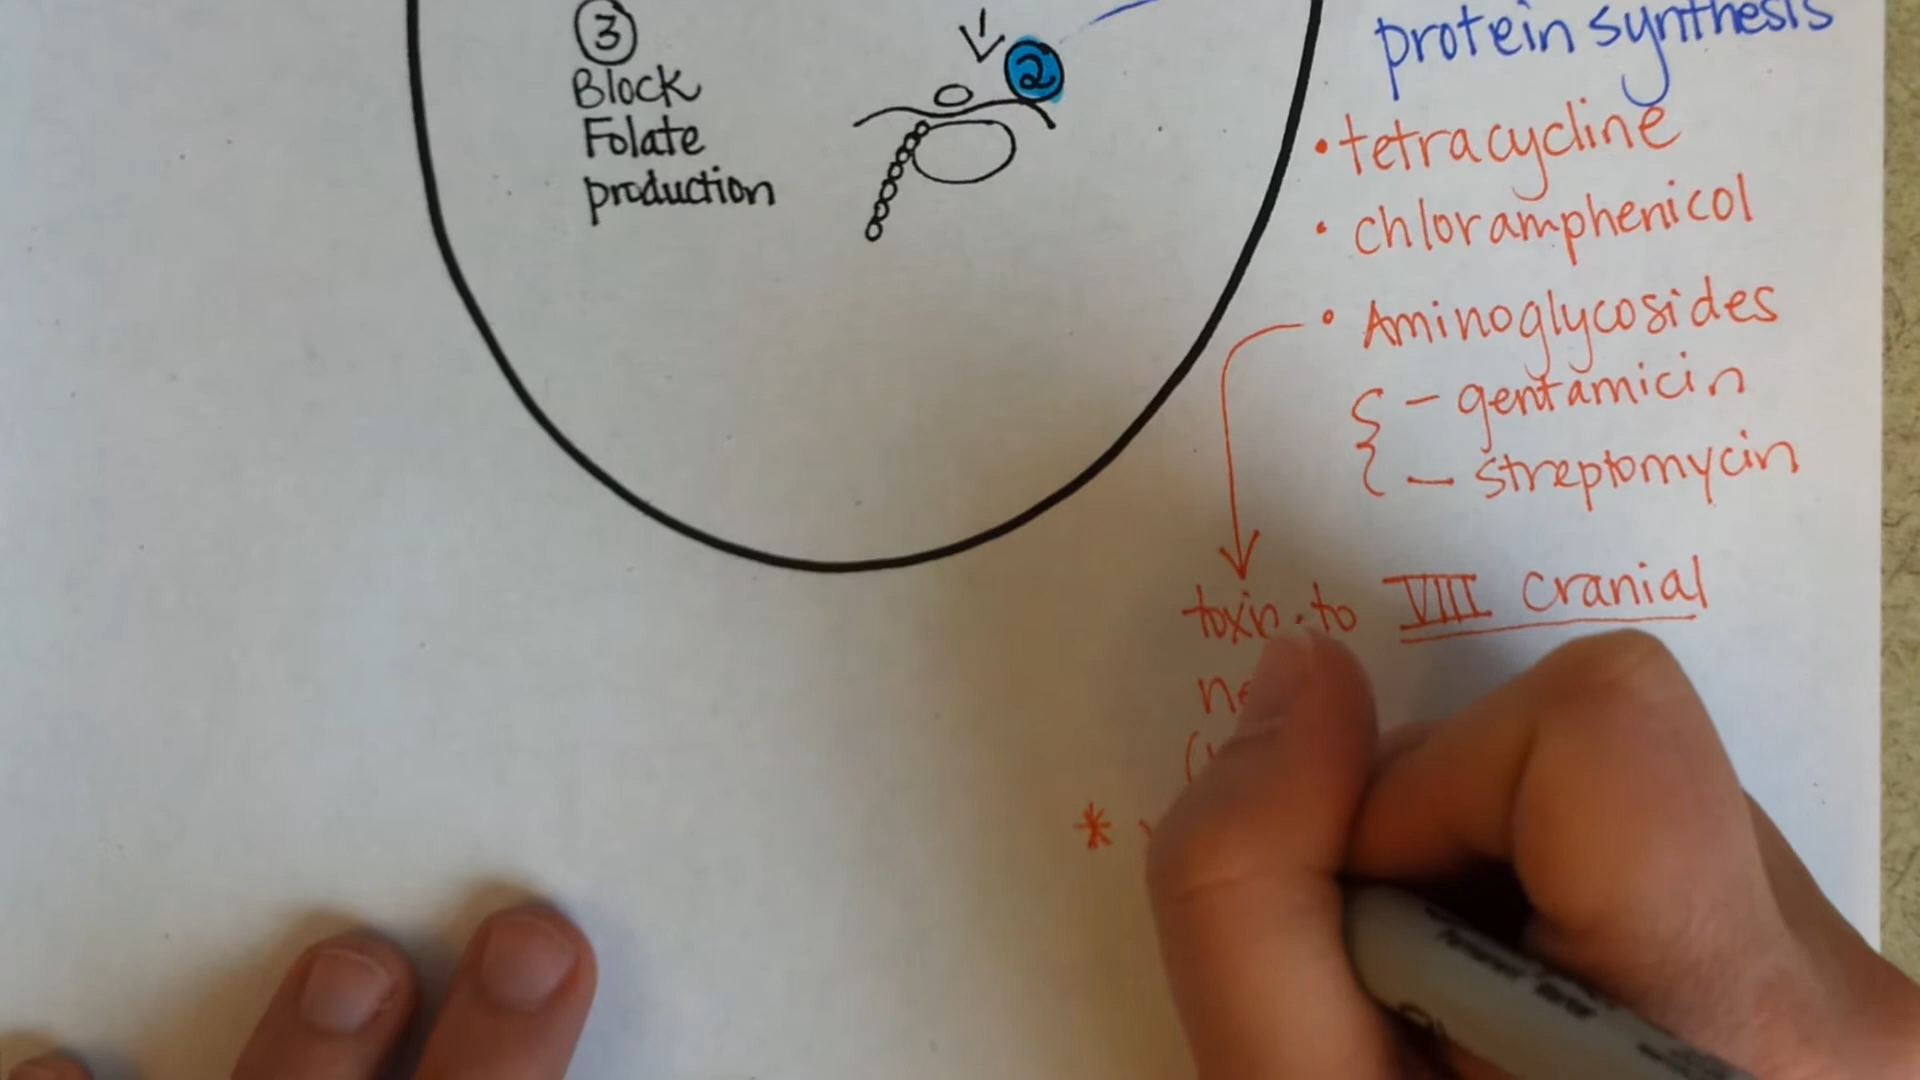 3
Block
Folate
production
2
protein synthesis
• tetracycline
• chloramphenicol
• Aminoglycosides
{ - gentamicin
- streptomycin
toxic to VIII Cranial
*